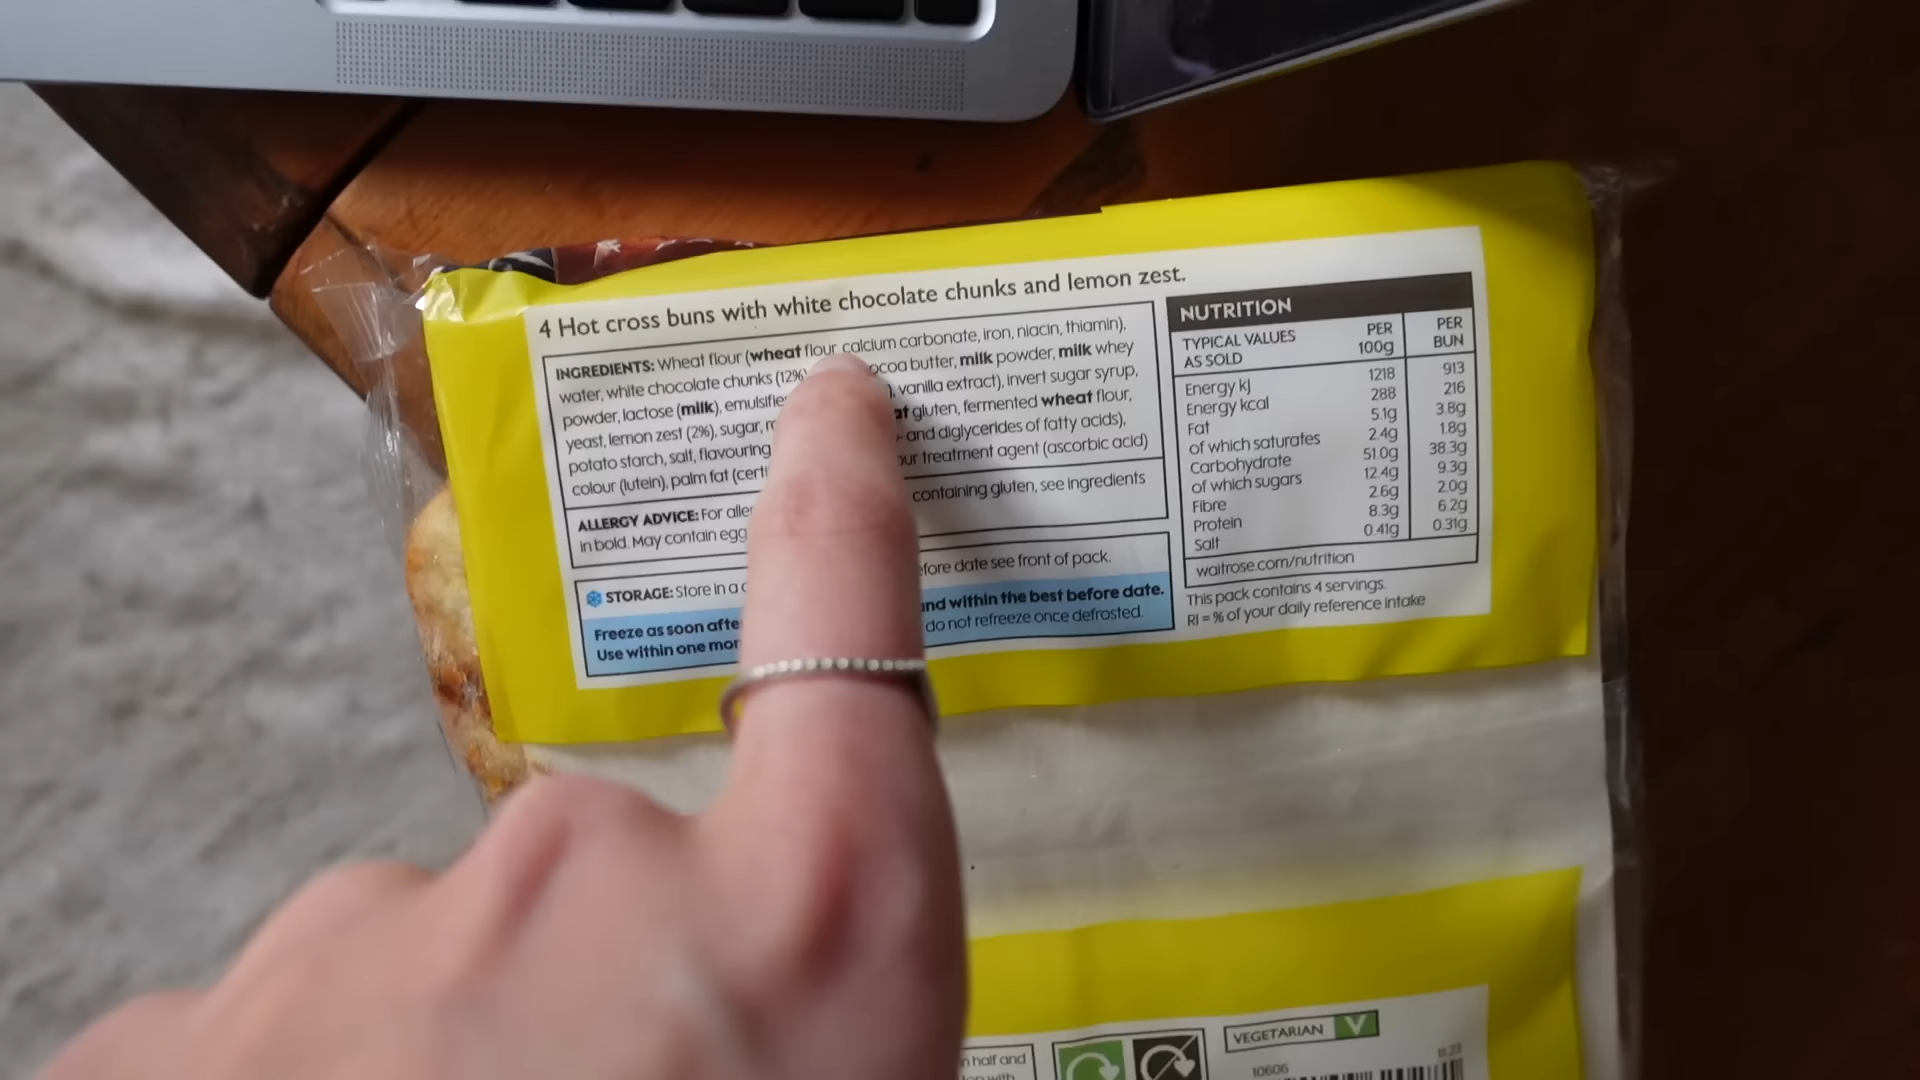 4 Hot cross buns with white chocolate chunks and lemon zest.
INGREDIENTS: Wheat flour (wheat flour, calcium carbonate, iron, niacin, thiamin),
water, white chocolate chunks (12%) cocoa butter, milk powder, milk whey
powder, lactose (milk), vanilla extract), invert sugar syrup,
yeast, lemon zest (2%), sugar, gluten, fermented wheat flour,
potato starch, salt, flavouring and diglycerides of fatty acids),
colour (lutein), palm fat treatment agent (ascorbic acid)
ALLERGY ADVICE: For containing gluten, see ingredients
in bold. May contain egg
STORAGE: Store in a date see front of pack.
Freeze as soon and within the best before date.
Use within one do not refreeze once defrosted.
NUTRITION
TYPICAL VALUES AS SOLD PER 100g PER BUN
Energy kJ 1218 913
Energy kcal 288 216
Fat 5.1g 3.8g
of which saturates 2.4g 1.8g
Carbohydrate 51.0g 38.3g
of which sugars 12.4g 9.3g
Fibre 2.6g 2.0g
Protein 8.3g 6.2g
Salt 0.41g 0.31g
waitrose.com/nutrition
This pack contains 4 servings.
RI = % of your daily reference intake
half and
with
VEGETARIAN V
10606
11.23